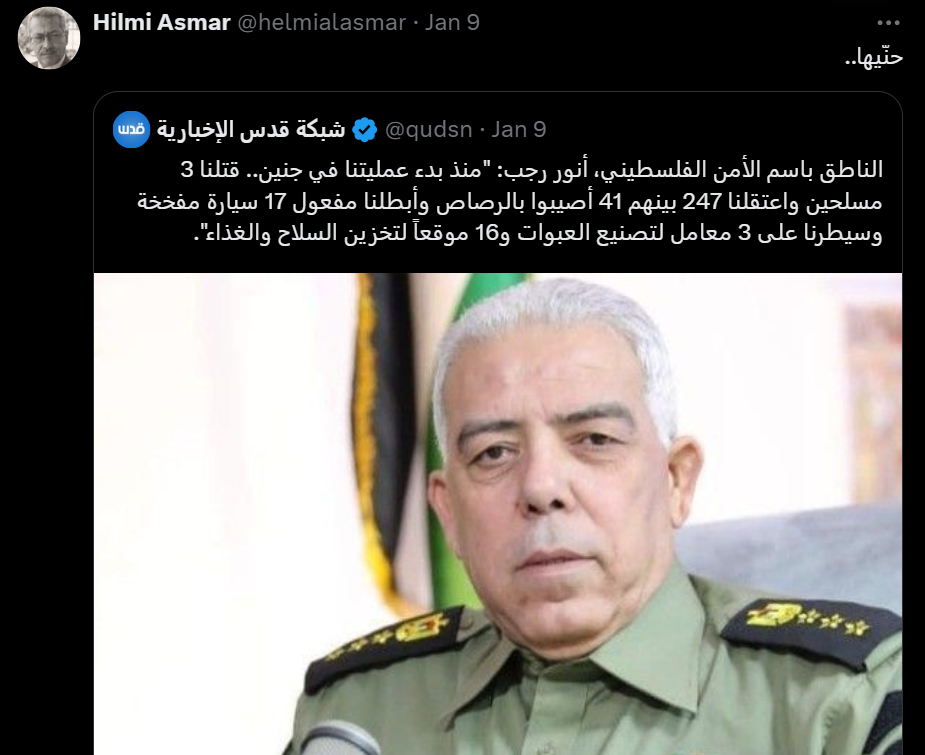 Hilmi Asmar @helmialasmar · Jan 9
حنّيها..
قدس
شبكة قدس الإخبارية @qudsn · Jan 9
الناطق باسم الأمن الفلسطيني، أنور رجب: "منذ بدء عمليتنا في جنين.. قتلنا 3
مسلحين واعتقلنا 247 بينهم 41 أصيبوا بالرصاص وأبطلنا مفعول 17 سيارة مفخخة
وسيطرنا على 3 معامل لتصنيع العبوات و16 موقعاً لتخزين السلاح والغذاء".